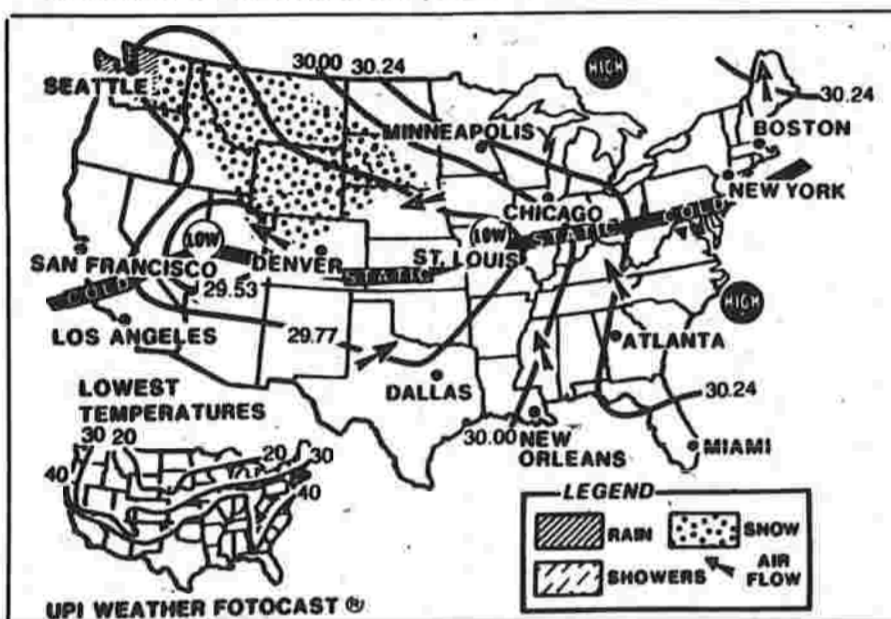 HIGH
30.00 30.24
SEATTLE
30.24
MINNEAPOLIS
BOSTON
NEW YORK
CHICAGO
COLD
STATIC
LOW
LOW
DENVER
ST. LOUIS
STATIC
SAN FRANCISCO
29.53
COLD
HIGH
LOS ANGELES
29.77
ATLANTA
DALLAS
30.24
30.00
NEW
ORLEANS
MIAMI
LOWEST
TEMPERATURES
30 20
20 30
40
40
LEGEND
RAIN
SNOW
SHOWERS
AIR
FLOW
UPI WEATHER FOTOCAST ®